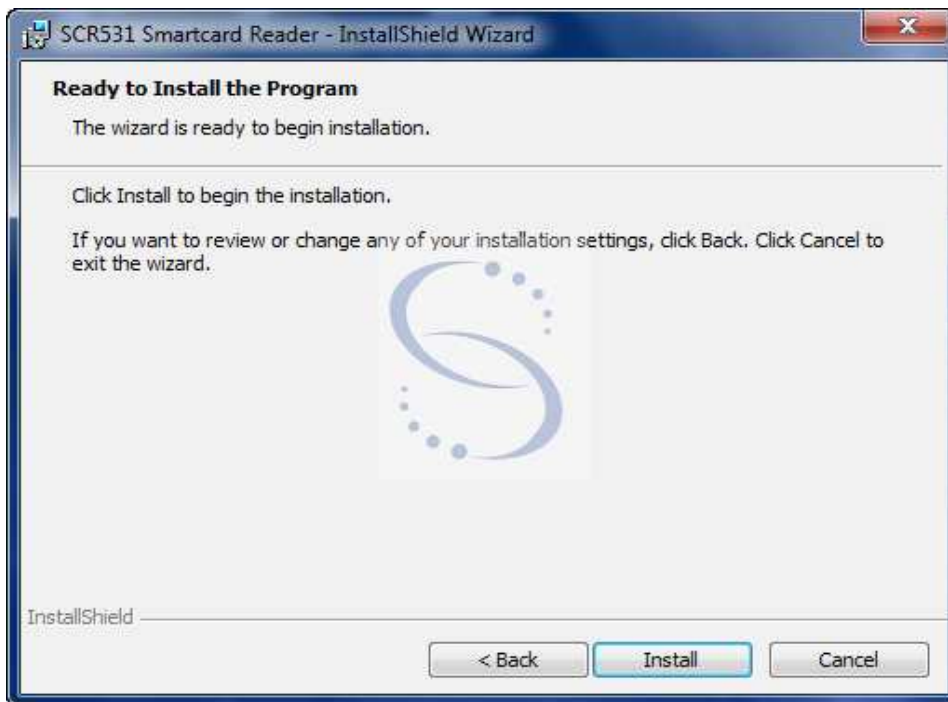 SCR531 Smartcard Reader - InstallShield Wizard
Ready to Install the Program
The wizard is ready to begin installation.
Click Install to begin the installation.
If you want to review or change any of your installation settings, click Back. Click Cancel to
exit the wizard.
InstallShield
< Back Install Cancel